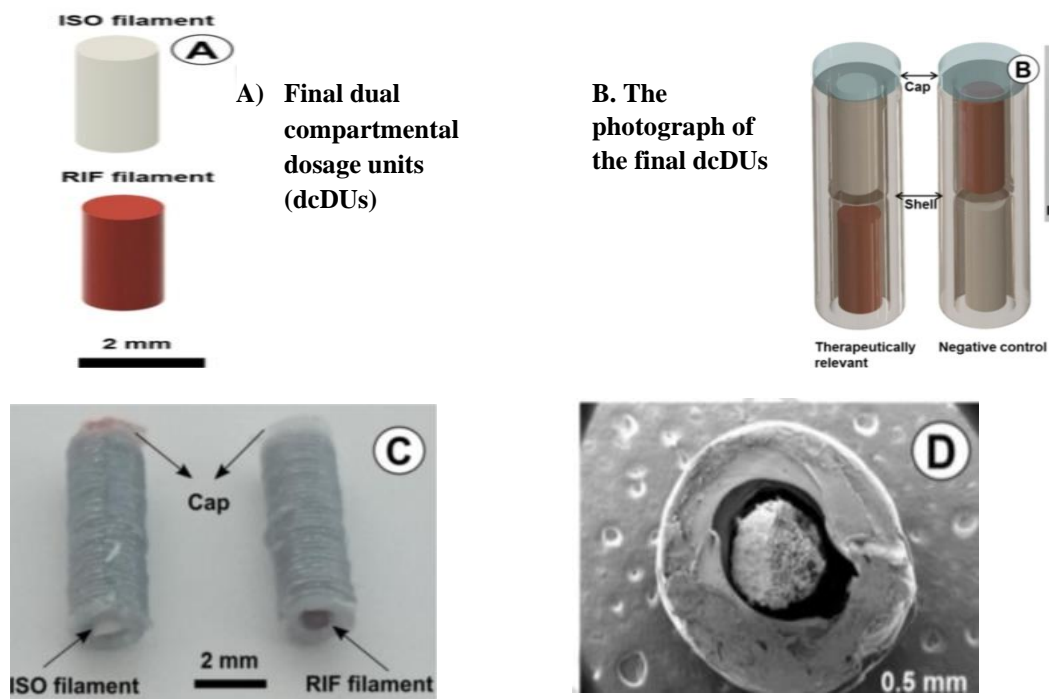 ISO filament
A
RIF filament
2 mm
A) Final dual
compartmental
dosage units
(dcDUs)
B. The
photograph of
the final dcDUs
B
Cap
Shell
Therapeutically
relevant
Negative control
C
Cap
2 mm
ISO filament
RIF filament
D
0.5 mm